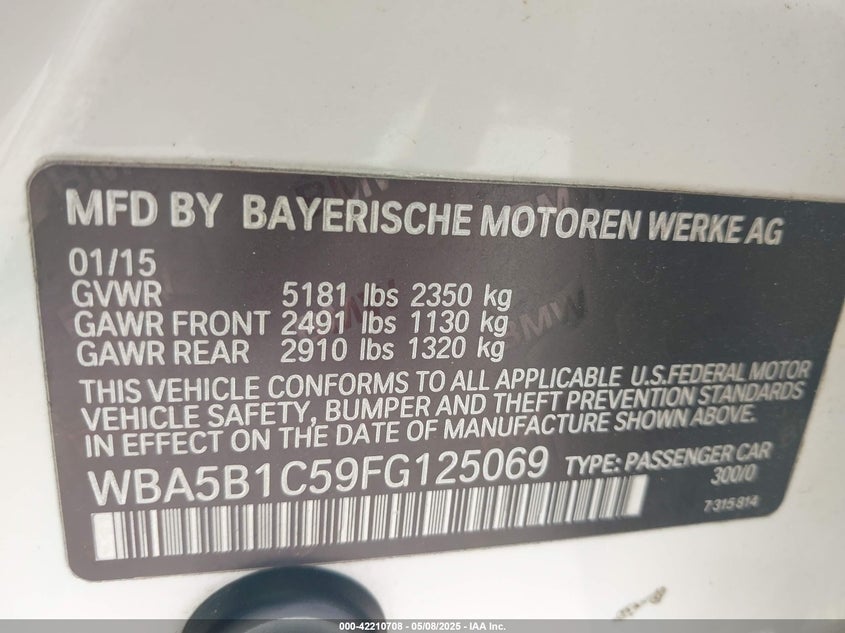 MFD BY BAYERISCHE MOTOREN WERKE AG
01/15
GVWR 5181 lbs 2350 kg
GAWR FRONT 2491 lbs 1130 kg
GAWR REAR 2910 lbs 1320 kg
THIS VEHICLE CONFORMS TO ALL APPLICABLE U.S.FEDERAL MOTOR
VEHICLE SAFETY, BUMPER AND THEFT PREVENTION STANDARDS
IN EFFECT ON THE DATE OF MANUFACTURE SHOWN ABOVE.
WBA5B1C59FG125069 TYPE: PASSENGER CAR
300/0
7315814
000-42210708 - 05/08/2025 - IAA Inc.